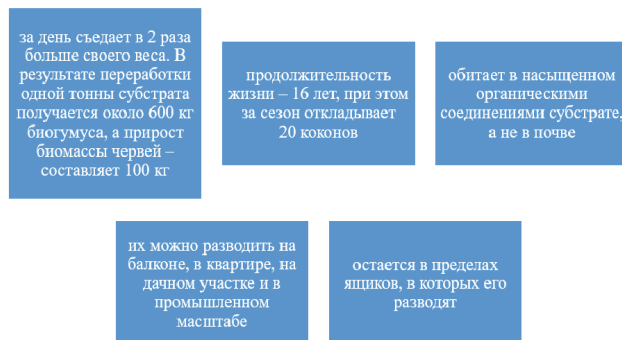 за день съедает в 2 раза
больше своего веса. В
результате переработки
одной тонны субстрата
получается около 600 кг
биогумуса, а прирост
биомассы червей –
составляет 100 кг
продолжительность
жизни – 16 лет, при этом
за сезон откладывает
20 коконов
обитает в насыщенном
органическими
соединениями субстрате,
а не в почве
их можно разводить на
балконе, в квартире, на
дачном участке и в
промышленном
масштабе
остается в пределах
ящиков, в которых его
разводят